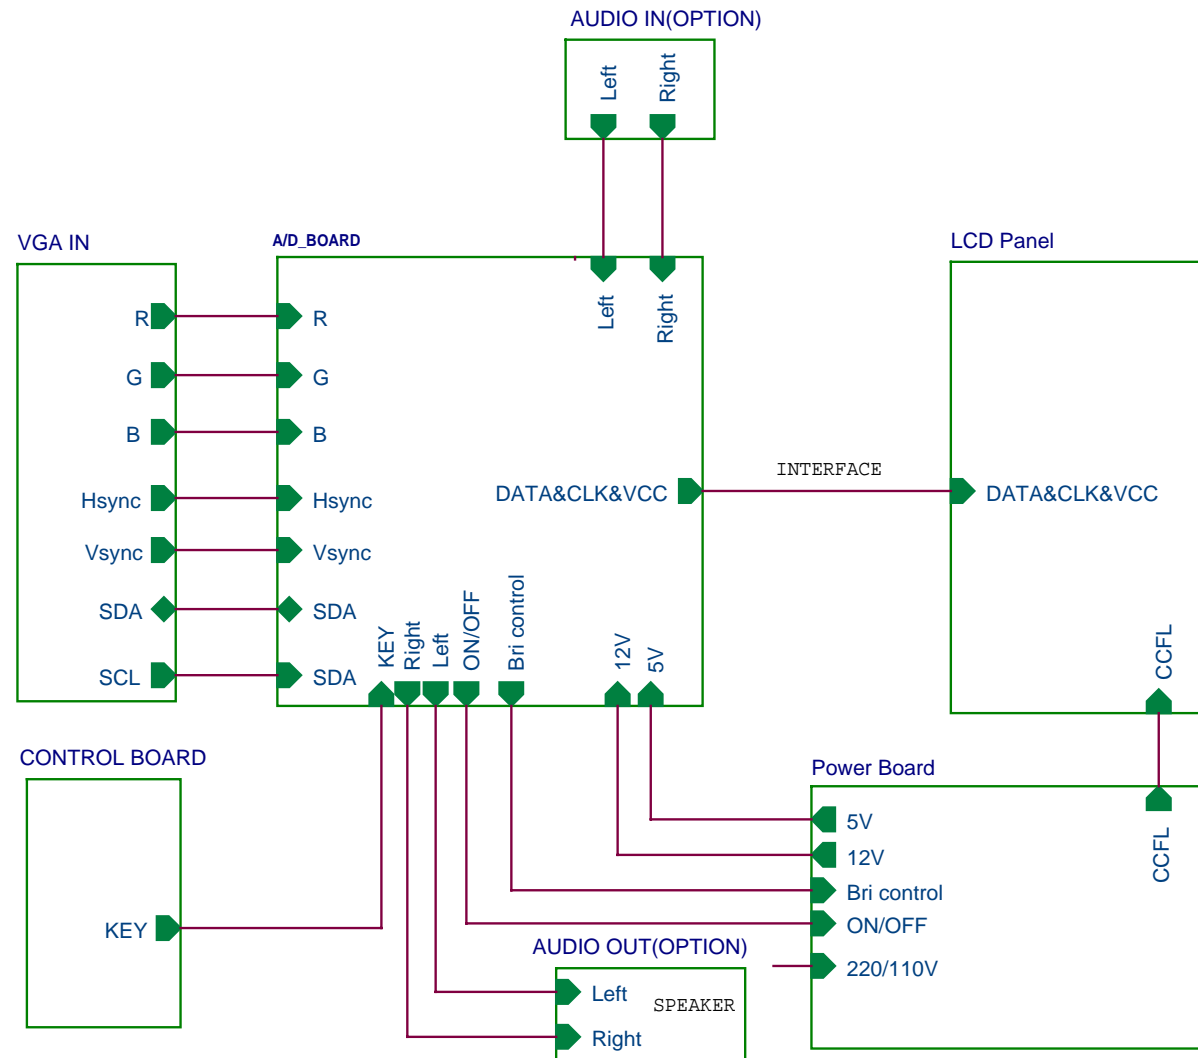 AUDIO IN(OPTION)
Left
Right
VGA IN
A/D_BOARD
LCD Panel
R
R
Left
Right
G
G
B
B
INTERFACE
Hsync
Hsync
DATA&CLK&VCC
DATA&CLK&VCC
Vsync
Vsync
SDA
SDA
SCL
SDA
KEY
Right
Left
ON/OFF
Bri control
12V
5V
CCFL
CONTROL BOARD
Power Board
5V
12V
CCFL
Bri control
KEY
ON/OFF
AUDIO OUT(OPTION)
220/110V
Left
SPEAKER
Right